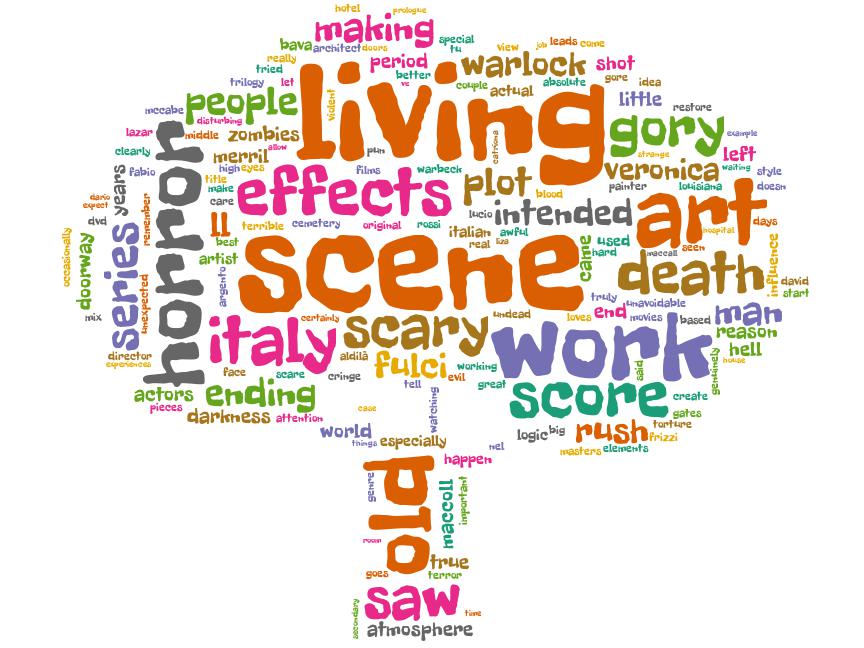 hotel
prologue
making
special
bava
architect
doors
tu
view
job
leads
come
really
tried
period
better
ve
warlock
shot
gore
idea
trilogy
let
couple
actual
absolute
little
restore
people
violent
living
gory
example
mccabe
disturbing
lazar
middle
zombies
allow
pun
catriona
strange
left
waiting
clearly
merril
films
warbeck
veronica
style
fabio
high
eyes
title
make
effects
plot
blood
painter
louisiana
doesn
horror
years
dario
expect
remember
care
ll
lucio
intended
art
days
dvd
terrible
cemetery
original
rossi
italian
awful
hospital
best
real
liza
came
used
hard
maccall
seen
influence
occasionally
doorway
series
unexpected
artist
scene
death
david
start
mix
argento
truly
unavoidable
loves
end
movies
based
man
certainly
undead
reason
italy
scary
work
hell
director
experiences
aldilà
fulci
working
said
genuinely
house
face
scare
cringe
tell
evil
great
actors
ending
score
create
pieces
darkness
attention
case
watching
gates
torture
world
things
especially
logic
big
rush
frizzi
nel
masters
elements
happen
genre
old
maccoll
important
room
true
goes
terror
saw
time
secondary
atmosphere